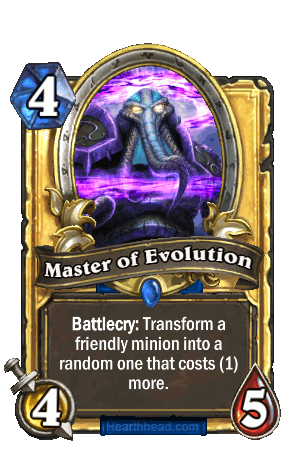 4
Master of Evolution
Battlecry: Transform a
friendly minion into a
random one that costs (1)
more.
4
5
Hearthhead.com